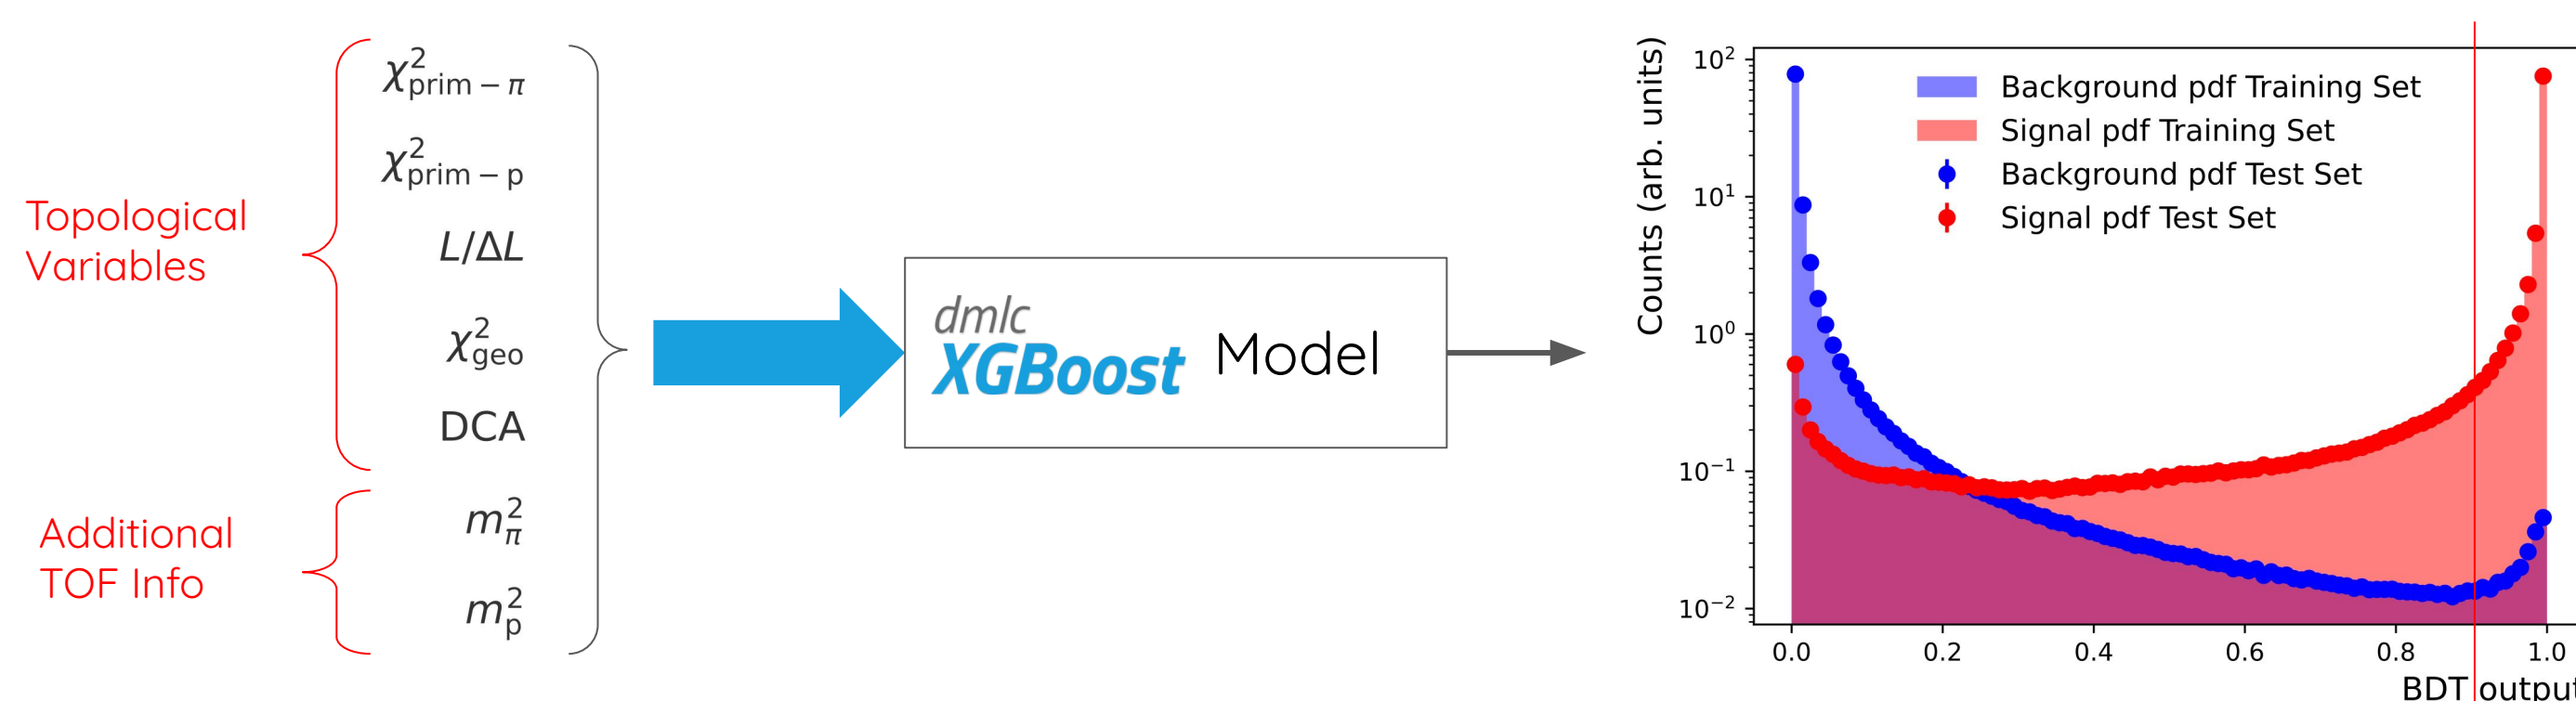 Topological
Variables
Additional
TOF Info
χ²prim − π
χ²prim − p
L/ΔL
χ²geo
DCA
m²π
m²p
dmlc
XGBoost
Model
Counts (arb. units)
10²
10¹
10⁰
10⁻¹
10⁻²
Background pdf Training Set
Signal pdf Training Set
Background pdf Test Set
Signal pdf Test Set
0.0 0.2 0.4 0.6 0.8 1.0
BDT output